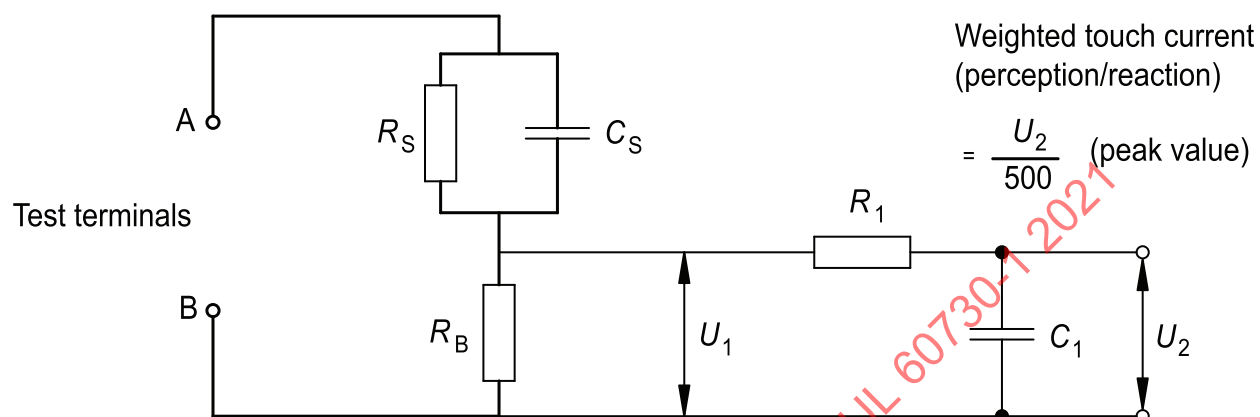 Weighted touch current
(perception/reaction)
= U2/500 (peak value)
A
RS
CS
Test terminals
R1
B
RB
U1
C1
U2
UL 60730-1 2021